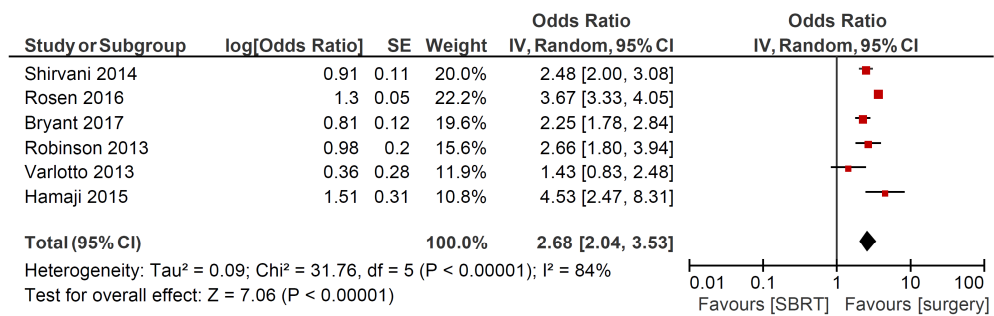 Odds Ratio Odds Ratio
Study or Subgroup log[Odds Ratio] SE Weight IV, Random, 95% CI IV, Random, 95% CI
Shirvani 2014 0.91 0.11 20.0% 2.48 [2.00, 3.08]
Rosen 2016 1.3 0.05 22.2% 3.67 [3.33, 4.05]
Bryant 2017 0.81 0.12 19.6% 2.25 [1.78, 2.84]
Robinson 2013 0.98 0.2 15.6% 2.66 [1.80, 3.94]
Varlotto 2013 0.36 0.28 11.9% 1.43 [0.83, 2.48]
Hamaji 2015 1.51 0.31 10.8% 4.53 [2.47, 8.31]
Total (95% CI) 100.0% 2.68 [2.04, 3.53]
Heterogeneity: Tau² = 0.09; Chi² = 31.76, df = 5 (P < 0.00001); I² = 84%
Test for overall effect: Z = 7.06 (P < 0.00001)
0.01 0.1 1 10 100
Favours [SBRT] Favours [surgery]